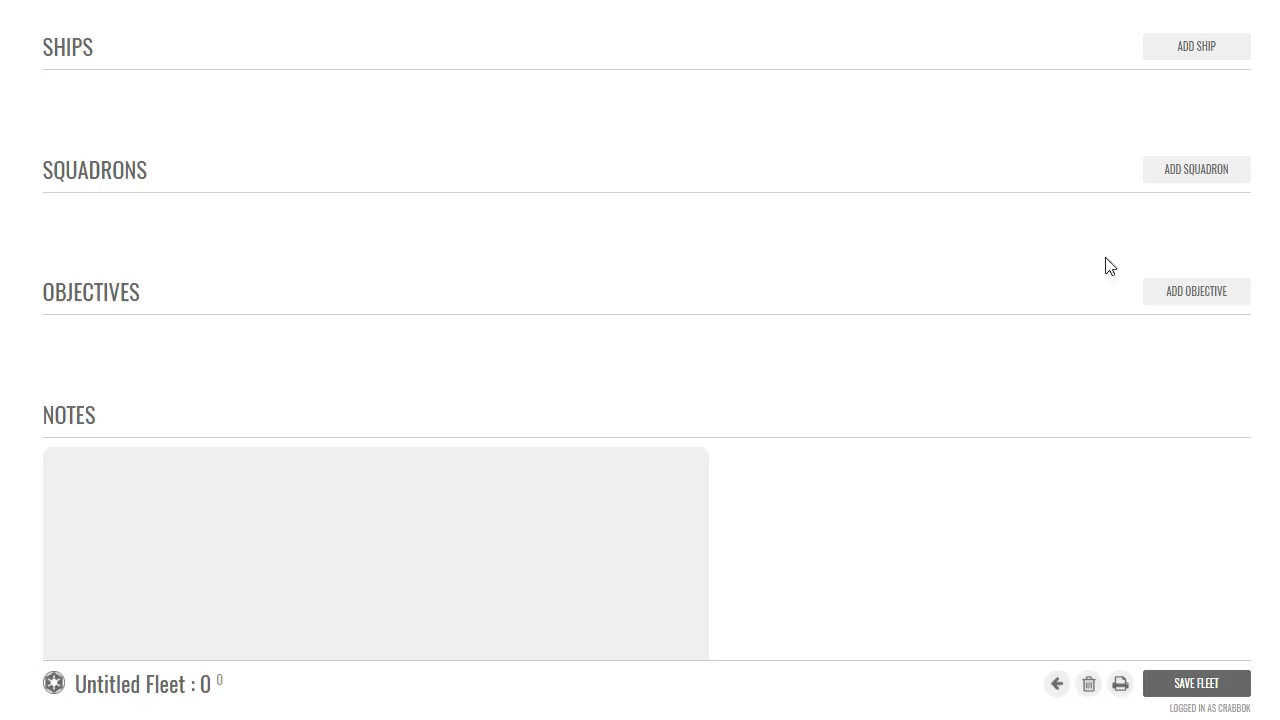 SHIPS
ADD SHIP
SQUADRONS
ADD SQUADRON
OBJECTIVES
ADD OBJECTIVE
NOTES
Untitled Fleet : 0 0
SAVE FLEET
LOGGED IN AS CRABBOK